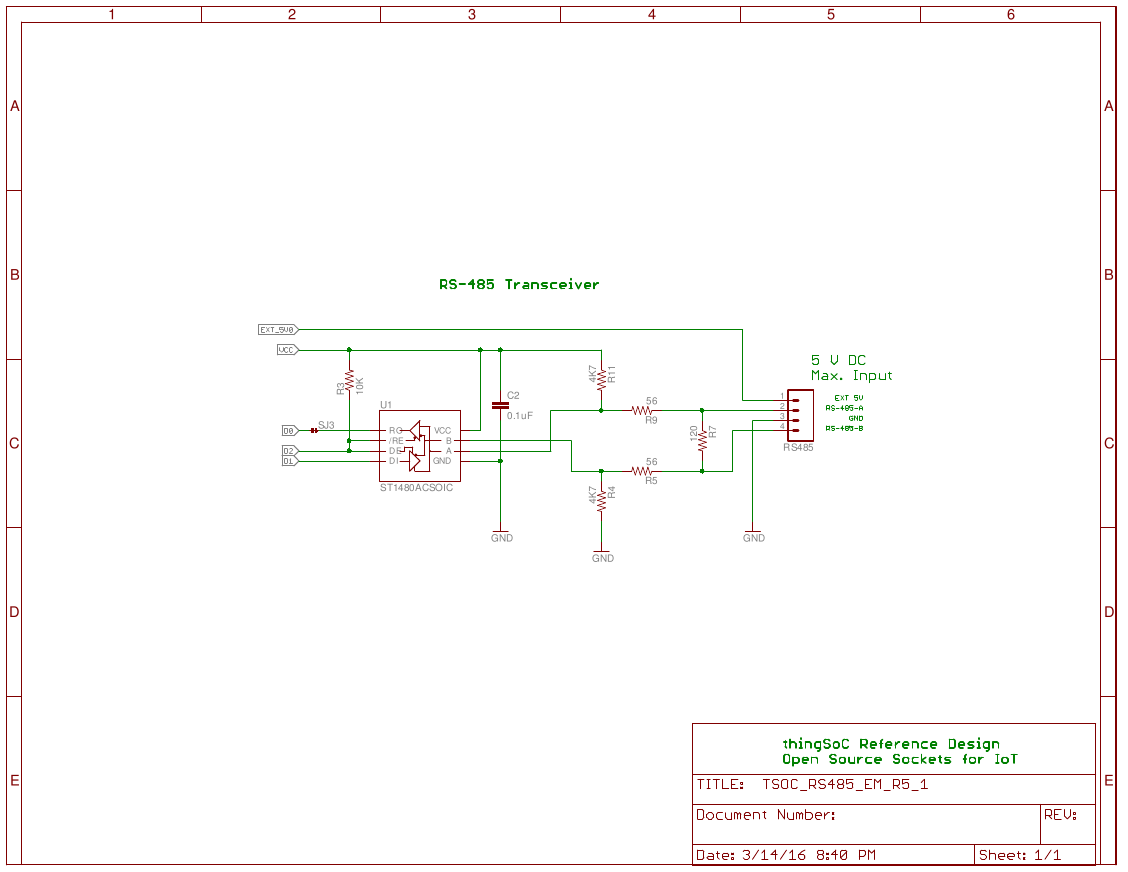 1 2 3 4 5 6
A A
B B
RS-485 Transceiver
EXT_5V0
VCC
5 V DC
Max. Input
4K7 R11
R3 10K
C2
0.1uF
U1
56
R9
1 EXT 5V
2 RS-485-A
3 GND
4 RS-485-B
RS485
D0 SJ3
RO VCC
/RE B
D2 DE A
D1 DI GND
ST1480ACSOIC
120 R7
56
R5
4K7 R4
C C
GND GND
GND
D D
thingSoC Reference Design
Open Source Sockets for IoT
E E
TITLE: TSOC_RS485_EM_R5_1
Document Number: REV:
Date: 3/14/16 8:40 PM Sheet: 1/1